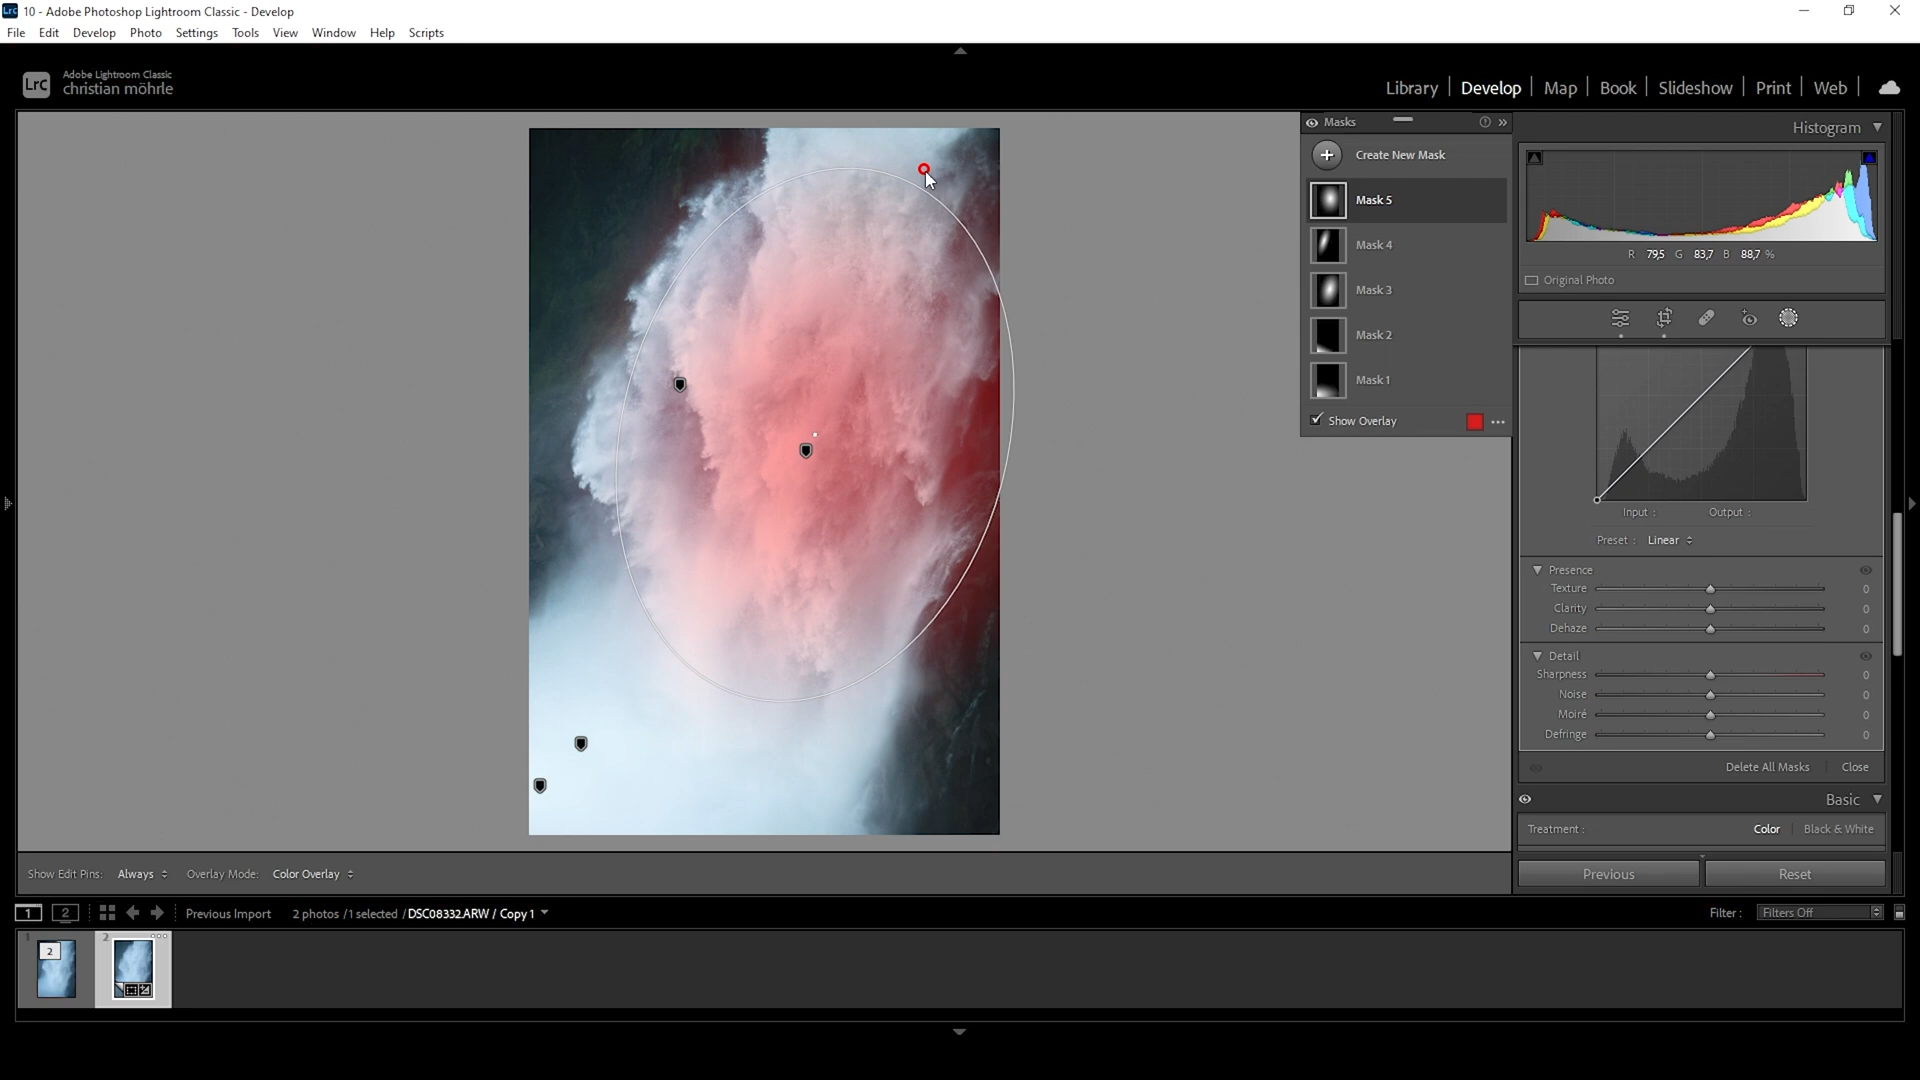 10 - Adobe Photoshop Lightroom Classic - Develop
File Edit Develop Photo Settings Tools View Window Help Scripts
LrC
Adobe Lightroom Classic
christian möhrle
Library Develop Map Book Slideshow Print Web
Masks
Create New Mask
Mask 5
Mask 4
Mask 3
Mask 2
Mask 1
Show Overlay
Histogram
R 79,5 G 83,7 B 88,7 %
Original Photo
Input : Output :
Preset : Linear
Presence
Texture 0
Clarity 0
Dehaze 0
Detail
Sharpness 0
Noise 0
Moiré 0
Defringe 0
Delete All Masks Close
Basic
Treatment : Color Black & White
Previous Reset
Show Edit Pins: Always Overlay Mode: Color Overlay
1 2 Previous Import 2 photos / 1 selected / DSC08332.ARW / Copy 1
Filter : Filters Off
1 2 2